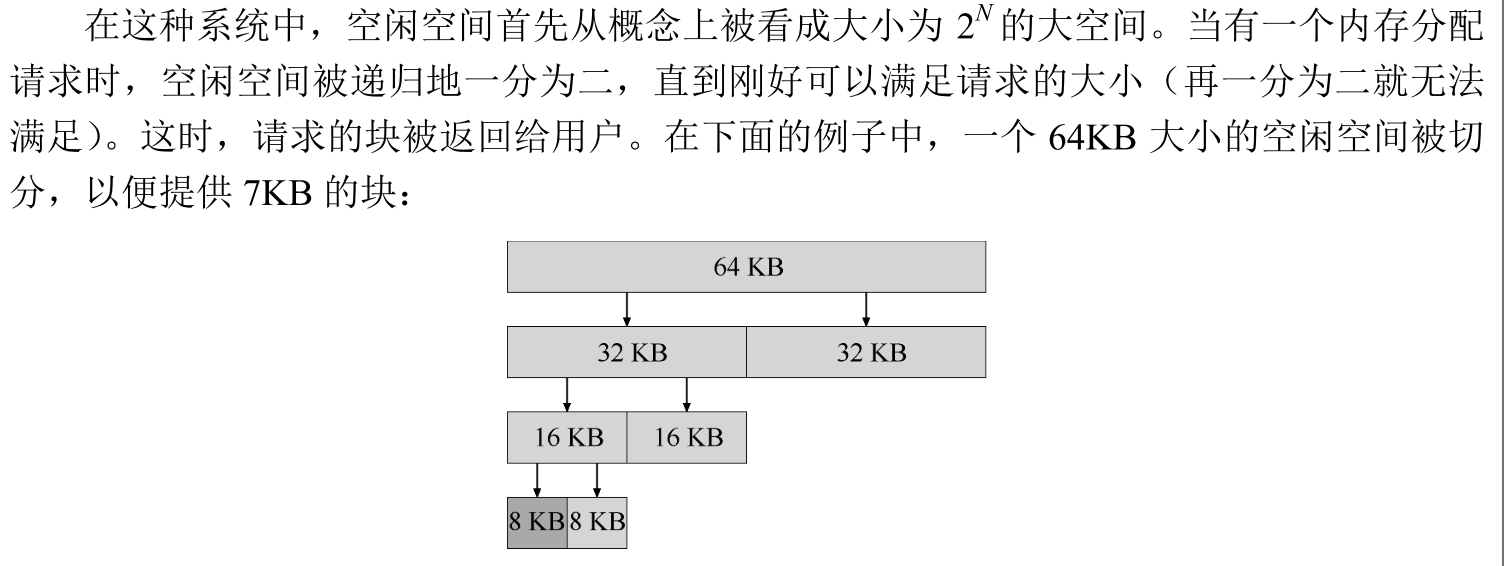 在这种系统中，空闲空间首先从概念上被看成大小为 2^N 的大空间。当有一个内存分配
请求时，空闲空间被递归地一分为二，直到刚好可以满足请求的大小（再一分为二就无法
满足）。这时，请求的块被返回给用户。在下面的例子中，一个 64KB 大小的空闲空间被切
分，以便提供 7KB 的块：
64 KB
32 KB 32 KB
16 KB 16 KB
8 KB 8 KB